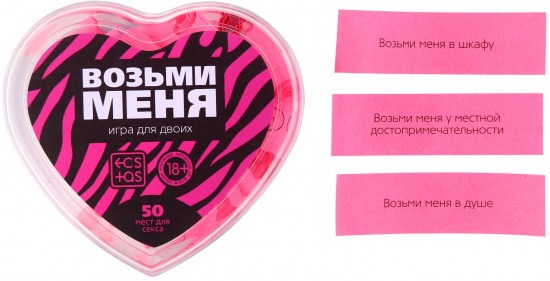 ВОЗЬМИ
МЕНЯ
игра для двоих
ECS
TAS
18+
50
мест для
секса
Возьми меня в шкафу
Возьми меня у местной
достопримечательности
Возьми меня в душе